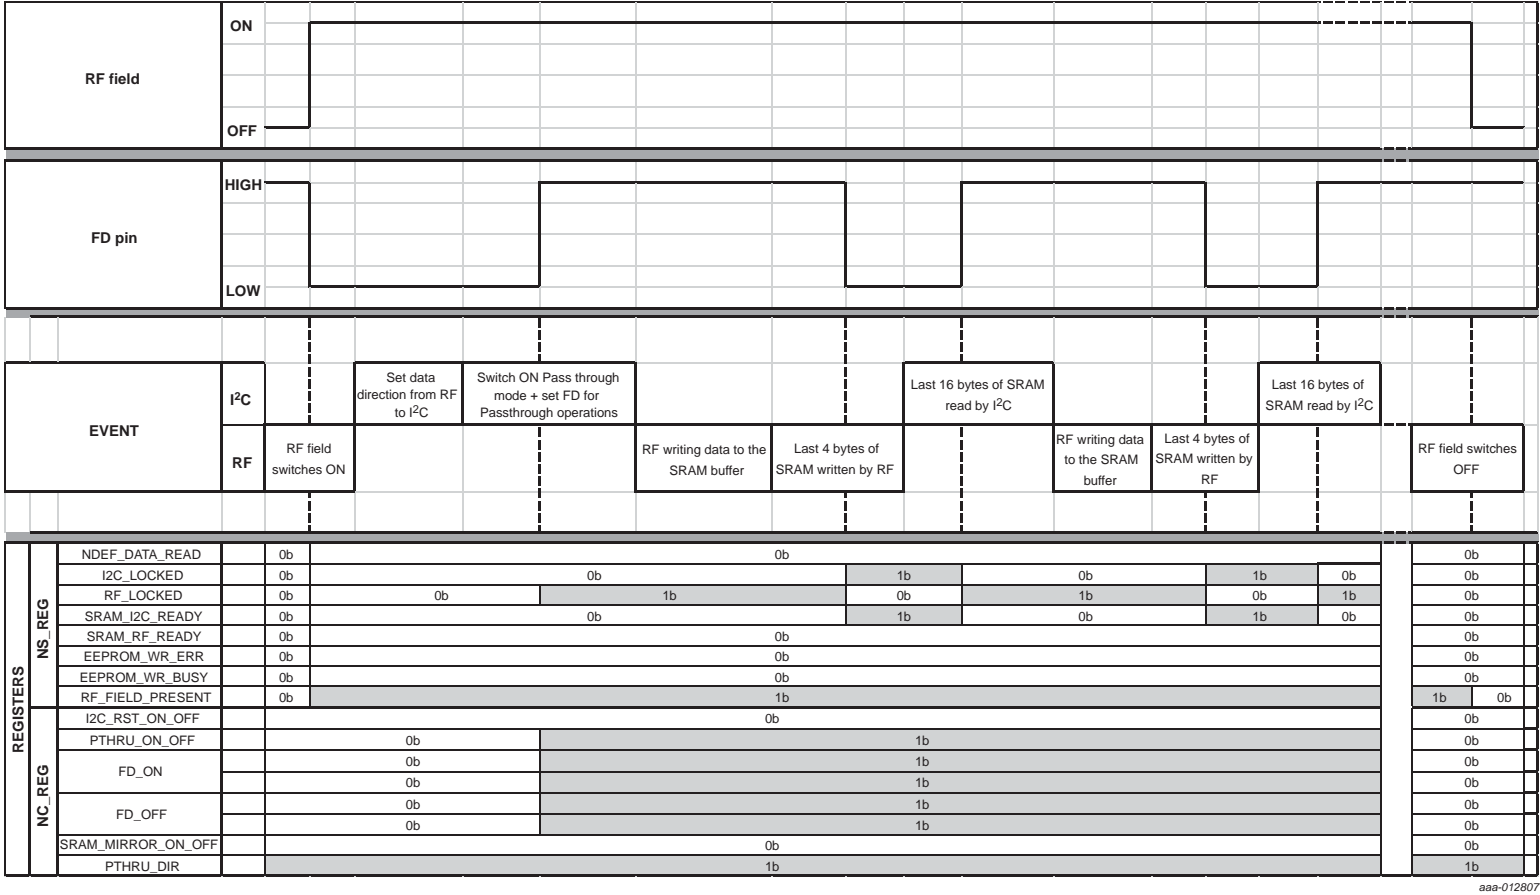 ON
RF field
OFF
HIGH
FD pin
LOW
EVENT
I2C
Set data
direction from RF
to I2C
Switch ON Pass through
mode + set FD for
Passthrough operations
Last 16 bytes of SRAM
read by I2C
Last 16 bytes of
SRAM read by I2C
RF
RF field
switches ON
RF writing data to the
SRAM buffer
Last 4 bytes of
SRAM written by RF
RF writing data
to the SRAM
buffer
Last 4 bytes of
SRAM written by
RF
RF field switches
OFF
REGISTERS
NS_REG
NDEF_DATA_READ 0b 0b 0b
I2C_LOCKED 0b 0b 1b 0b 1b 0b 0b
RF_LOCKED 0b 0b 1b 0b 1b 0b 1b 0b
SRAM_I2C_READY 0b 0b 1b 0b 1b 0b 0b
SRAM_RF_READY 0b 0b 0b
EEPROM_WR_ERR 0b 0b 0b
EEPROM_WR_BUSY 0b 0b 0b
RF_FIELD_PRESENT 0b 1b 1b 0b
NC_REG
I2C_RST_ON_OFF 0b 0b
PTHRU_ON_OFF 0b 1b 0b
FD_ON
0b 1b 0b
0b 1b 0b
FD_OFF
0b 1b 0b
0b 1b 0b
SRAM_MIRROR_ON_OFF 0b 0b
PTHRU_DIR 1b 1b
aaa-012807